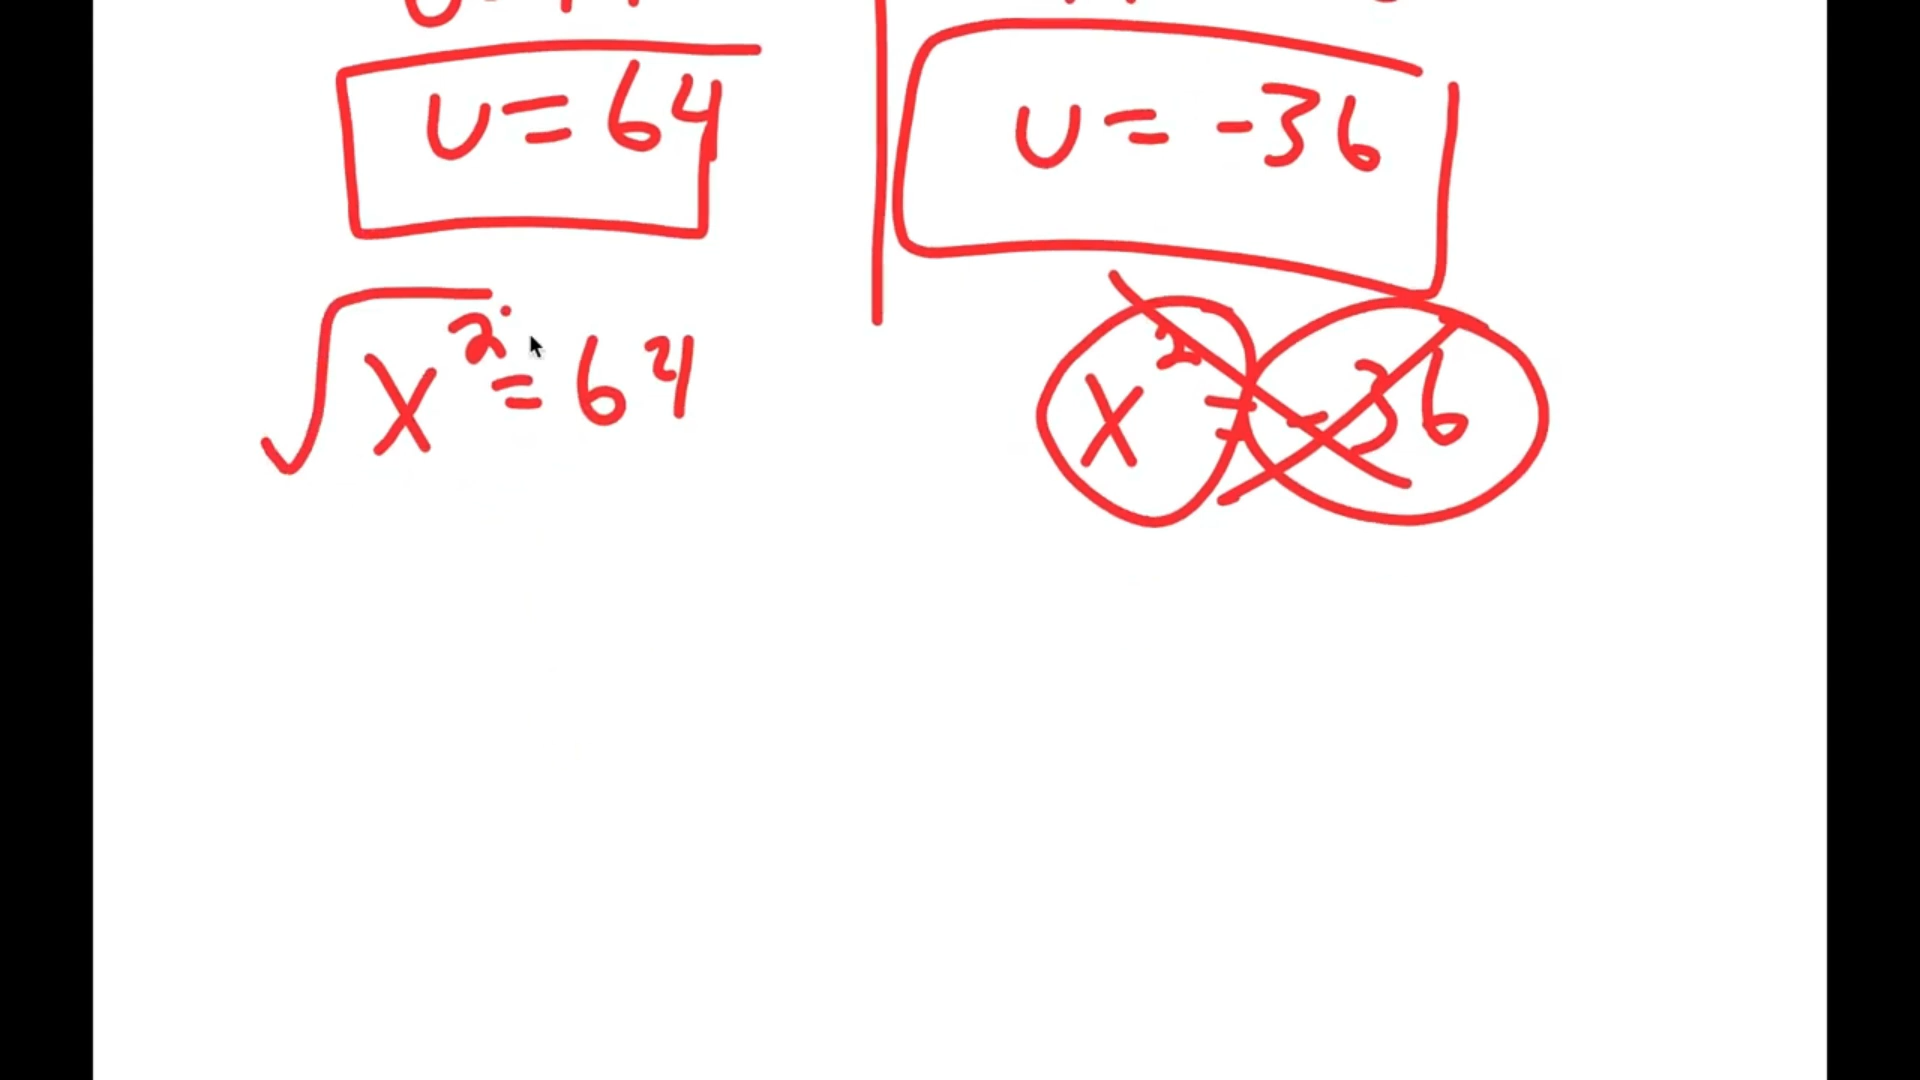 u = 64
u = -36
√x² = 64
x² = -36